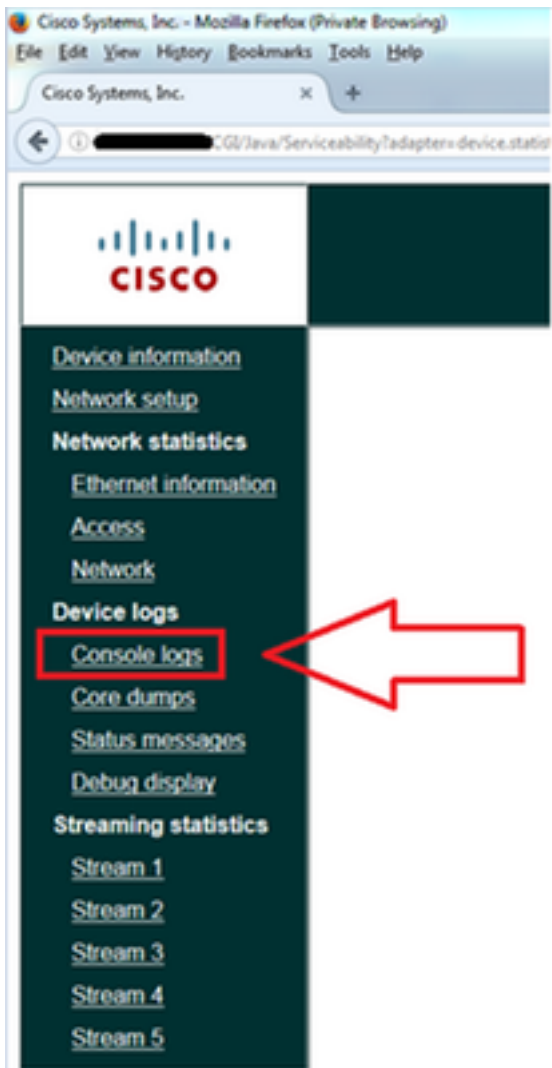 Cisco Systems, Inc. - Mozilla Firefox (Private Browsing)
File Edit View History Bookmarks Tools Help
Cisco Systems, Inc. × +
CGI/Java/Serviceability?adapter=device.statis
CISCO
Device information
Network setup
Network statistics
Ethernet information
Access
Network
Device logs
Console logs
Core dumps
Status messages
Debug display
Streaming statistics
Stream 1
Stream 2
Stream 3
Stream 4
Stream 5